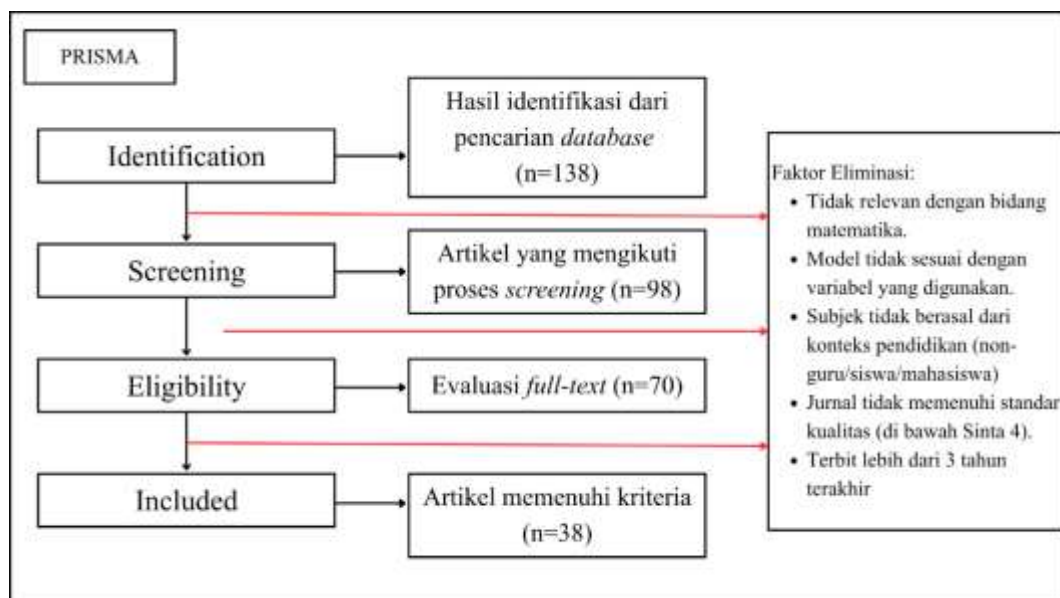 PRISMA
Identification
Hasil identifikasi dari
pencarian database
(n=138)
Screening
Artikel yang mengikuti
proses screening (n=98)
Eligibility
Evaluasi full-text (n=70)
Included
Artikel memenuhi kriteria
(n=38)
Faktor Eliminasi:
• Tidak relevan dengan bidang
matematika.
• Model tidak sesuai dengan
variabel yang digunakan.
• Subjek tidak berasal dari
konteks pendidikan (non-
guru/siswa/mahasiswa)
• Jurnal tidak memenuhi standar
kualitas (di bawah Sinta 4).
• Terbit lebih dari 3 tahun
terakhir